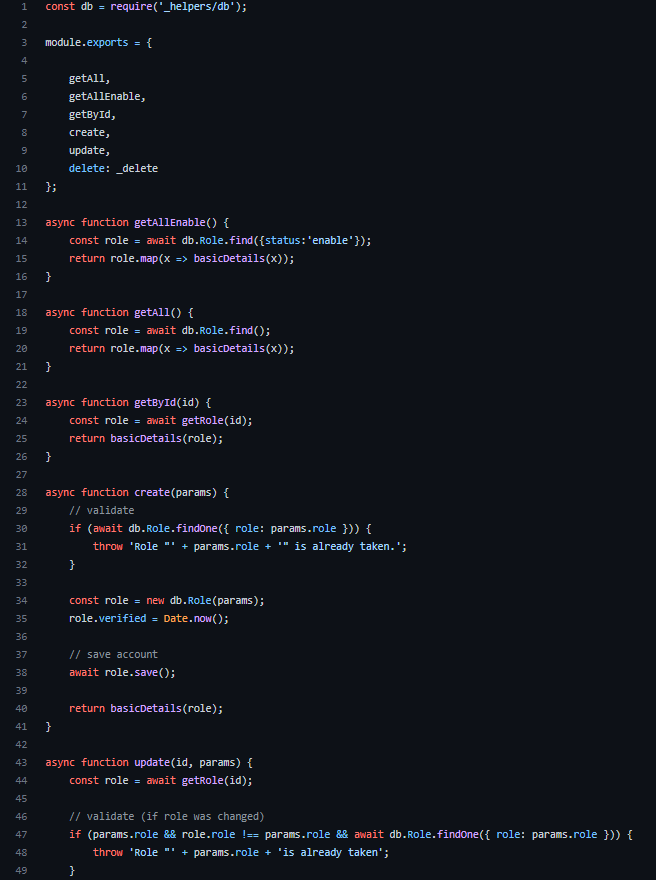 1 const db = require('_helpers/db');
2
3 module.exports = {
4
5     getAll,
6     getAllEnable,
7     getById,
8     create,
9     update,
10     delete: _delete
11 };
12
13 async function getAllEnable() {
14     const role = await db.Role.find({status:'enable'});
15     return role.map(x => basicDetails(x));
16 }
17
18 async function getAll() {
19     const role = await db.Role.find();
20     return role.map(x => basicDetails(x));
21 }
22
23 async function getById(id) {
24     const role = await getRole(id);
25     return basicDetails(role);
26 }
27
28 async function create(params) {
29     // validate
30     if (await db.Role.findOne({ role: params.role })) {
31         throw 'Role "' + params.role + '" is already taken.';
32     }
33
34     const role = new db.Role(params);
35     role.verified = Date.now();
36
37     // save account
38     await role.save();
39
40     return basicDetails(role);
41 }
42
43 async function update(id, params) {
44     const role = await getRole(id);
45
46     // validate (if role was changed)
47     if (params.role && role.role !== params.role && await db.Role.findOne({ role: params.role })) {
48         throw 'Role "' + params.role + 'is already taken';
49     }